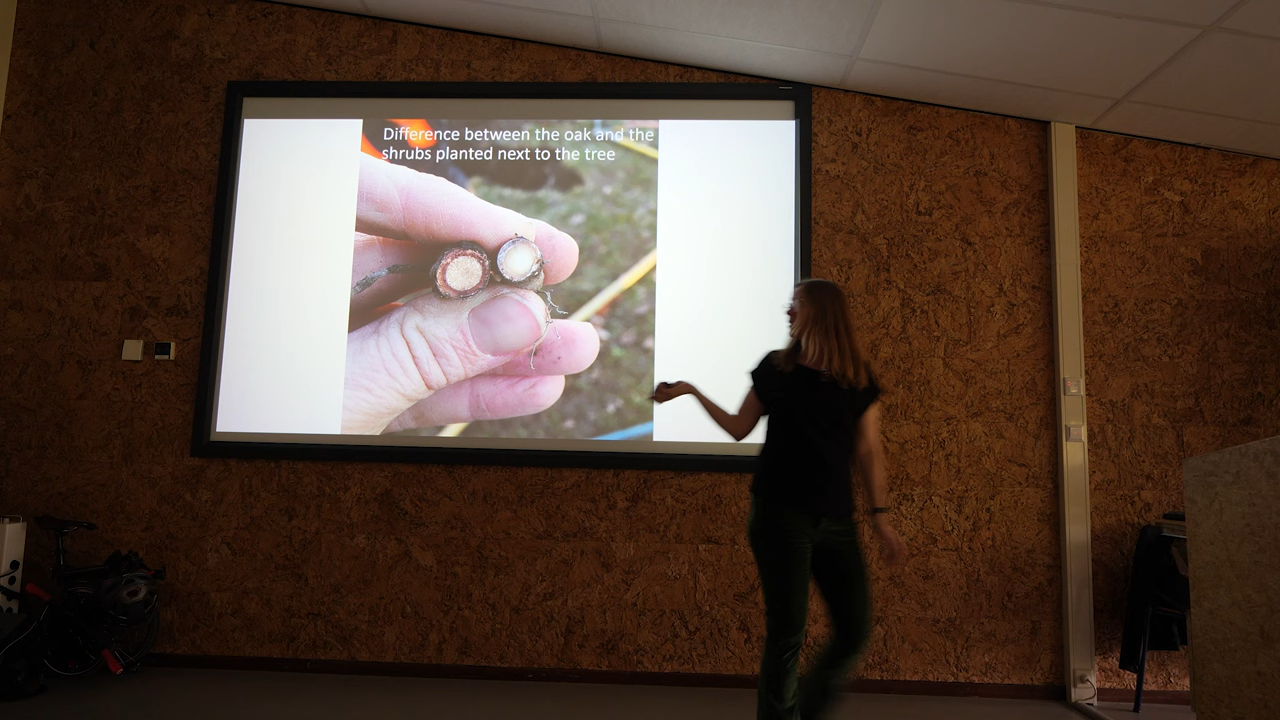 Difference between the oak and the
shrubs planted next to the tree